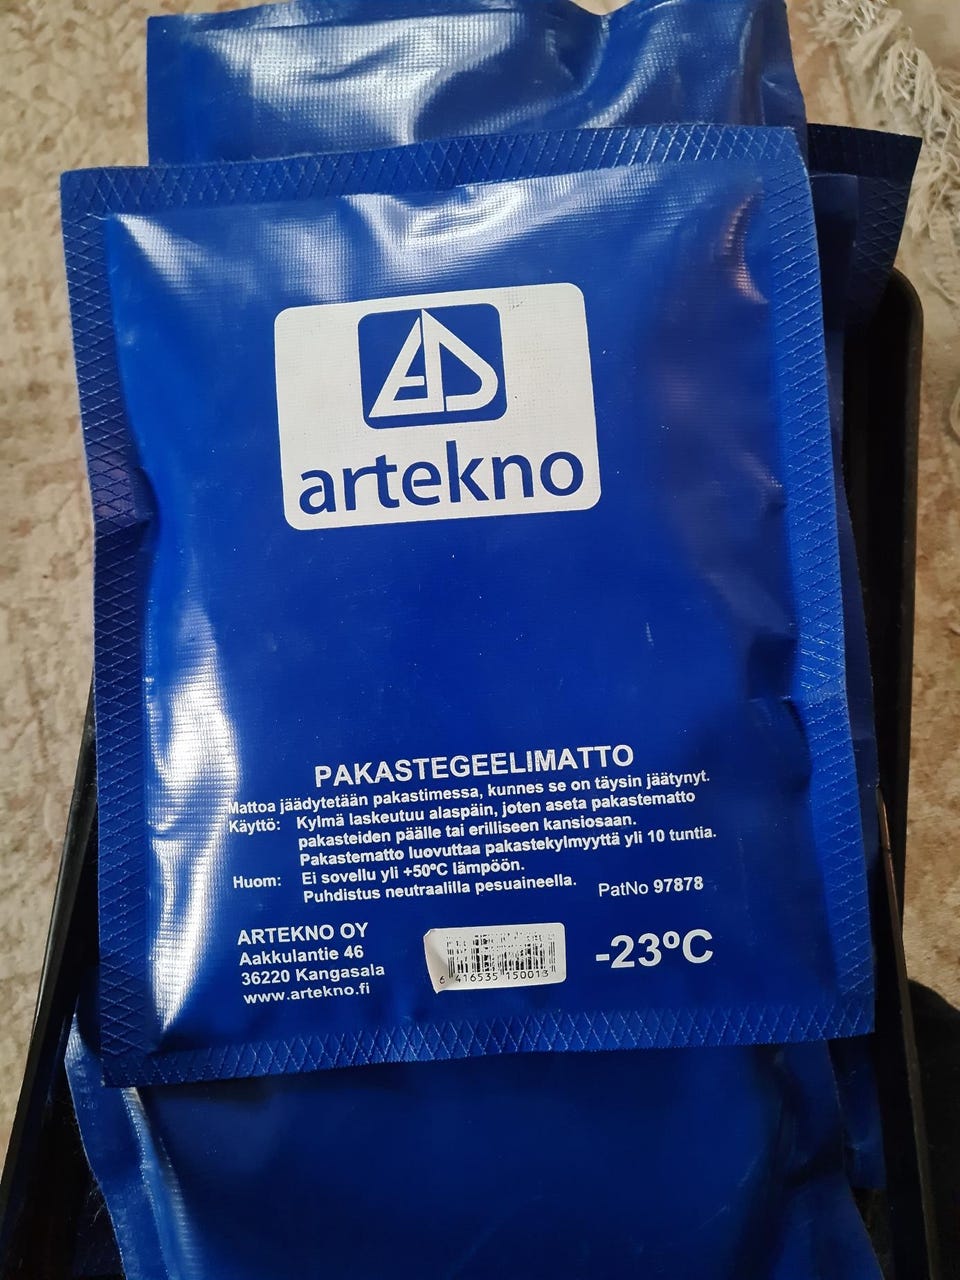 artekno
PAKASTEGEELIMATTO
Mattoa jäädytetään pakastimessa, kunnes se on täysin jäätynyt.
Käyttö: Kylmä laskeutuu alaspäin, joten aseta pakastematto
pakasteiden päälle tai erilliseen kansiosaan.
Pakastematto luovuttaa pakastekylmyyttä yli 10 tuntia.
Huom: Ei sovellu yli +50ºC lämpöön.
Puhdistus neutraalilla pesuaineella. PatNo 97878
ARTEKNO OY
Aakkulantie 46
36220 Kangasala
www.artekno.fi
6 416535 150013
-23ºC